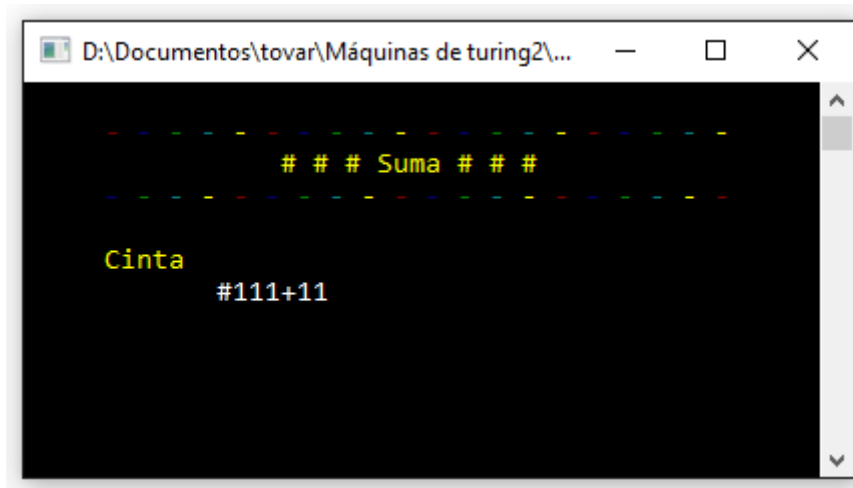 D:\Documentos\tovar\Máquinas de turing2\...
- - - - - - - - - - - - - - - - - - - -
# # # Suma # # #
- - - - - - - - - - - - - - - - - - - -
Cinta
#111+11